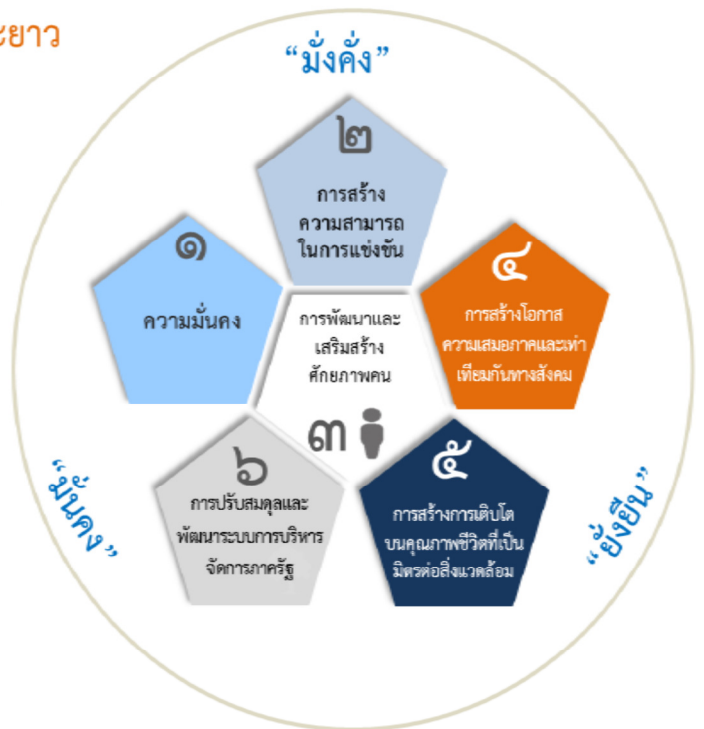 ะยาว
“มั่งคั่ง”
๒
การสร้าง
ความสามารถ
ในการแข่งขัน
๑
ความมั่นคง
๔
การสร้างโอกาส
ความเสมอภาคและเท่า
เทียมกันทางสังคม
การพัฒนาและ
เสริมสร้าง
ศักยภาพคน
๓
๖
การปรับสมดุลและ
พัฒนาระบบการบริหาร
จัดการภาครัฐ
๕
การสร้างการเติบโต
บนคุณภาพชีวิตที่เป็น
มิตรต่อสิ่งแวดล้อม
“มั่นคง”
“ยั่งยืน”